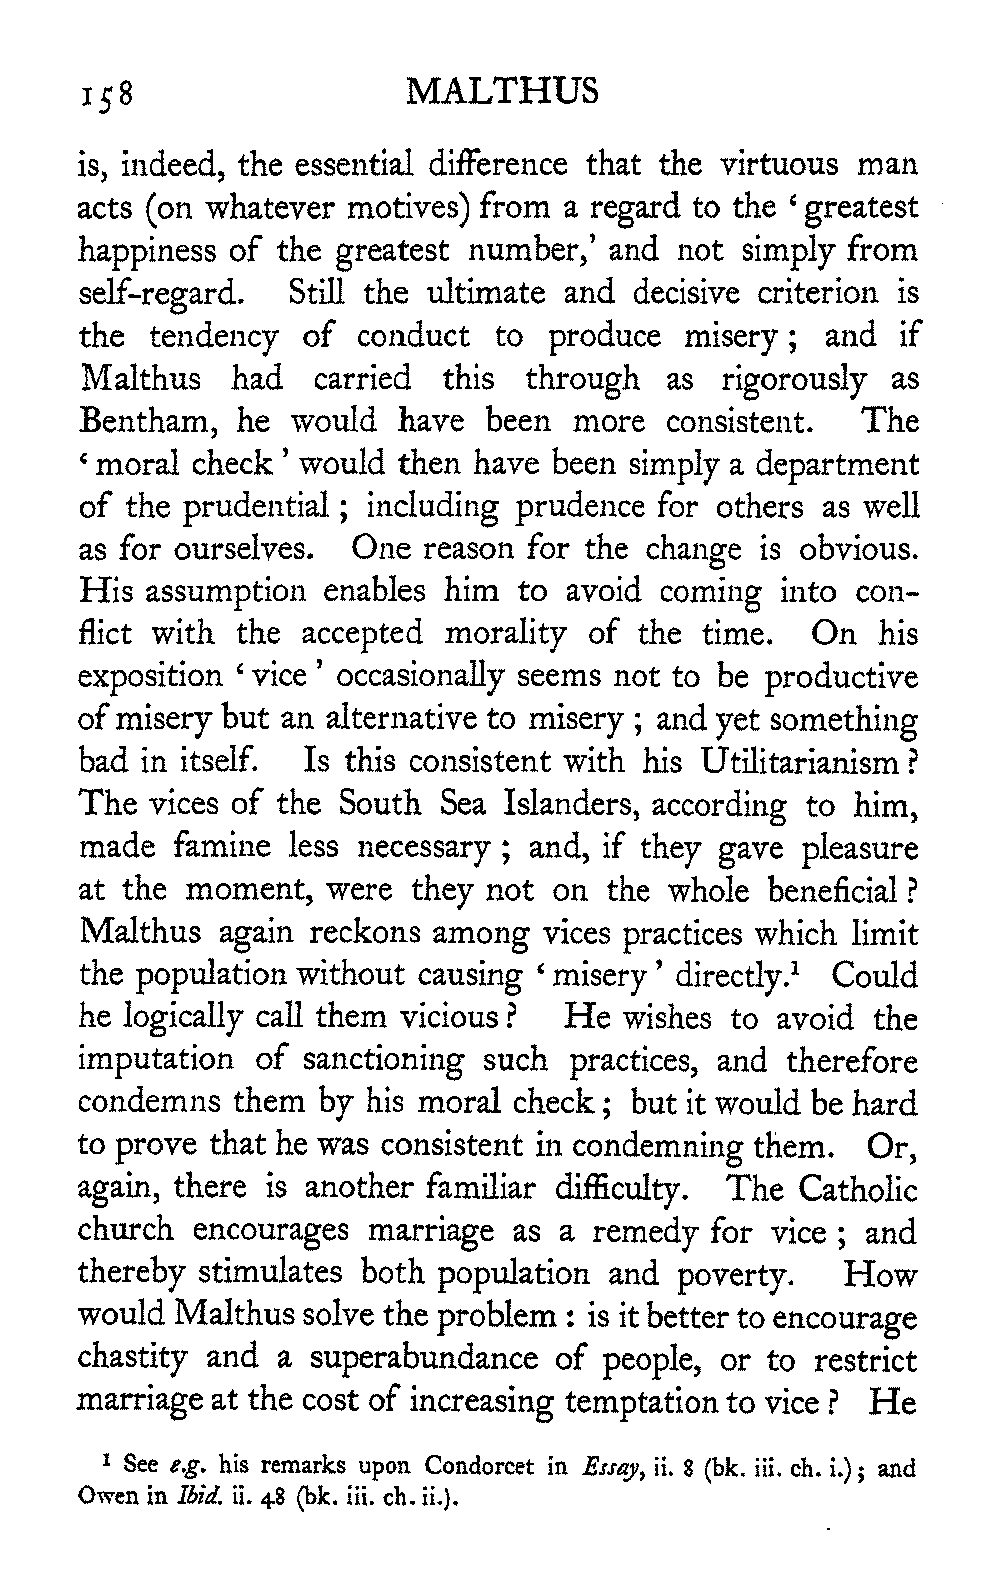 158 MALTHUS
is, indeed, the essential difference that the virtuous man
acts (on whatever motives) from a regard to the ‘ greatest
happiness of the greatest number,’ and not simply from
self-regard. Still the ultimate and decisive criterion is
the tendency of conduct to produce misery ; and if
Malthus had carried this through as rigorously as
Bentham, he would have been more consistent. The
‘ moral check ’ would then have been simply a department
of the prudential ; including prudence for others as well
as for ourselves. One reason for the change is obvious.
His assumption enables him to avoid coming into con-
flict with the accepted morality of the time. On his
exposition ‘ vice ’ occasionally seems not to be productive
of misery but an alternative to misery ; and yet something
bad in itself. Is this consistent with his Utilitarianism ?
The vices of the South Sea Islanders, according to him,
made famine less necessary ; and, if they gave pleasure
at the moment, were they not on the whole beneficial ?
Malthus again reckons among vices practices which limit
the population without causing ‘ misery ’ directly.¹ Could
he logically call them vicious ? He wishes to avoid the
imputation of sanctioning such practices, and therefore
condemns them by his moral check ; but it would be hard
to prove that he was consistent in condemning them. Or,
again, there is another familiar difficulty. The Catholic
church encourages marriage as a remedy for vice ; and
thereby stimulates both population and poverty. How
would Malthus solve the problem : is it better to encourage
chastity and a superabundance of people, or to restrict
marriage at the cost of increasing temptation to vice ? He
¹ See e.g. his remarks upon Condorcet in Essay, ii. 8 (bk. iii. ch. i.) ; and
Owen in Ibid. ii. 48 (bk. iii. ch. ii.).